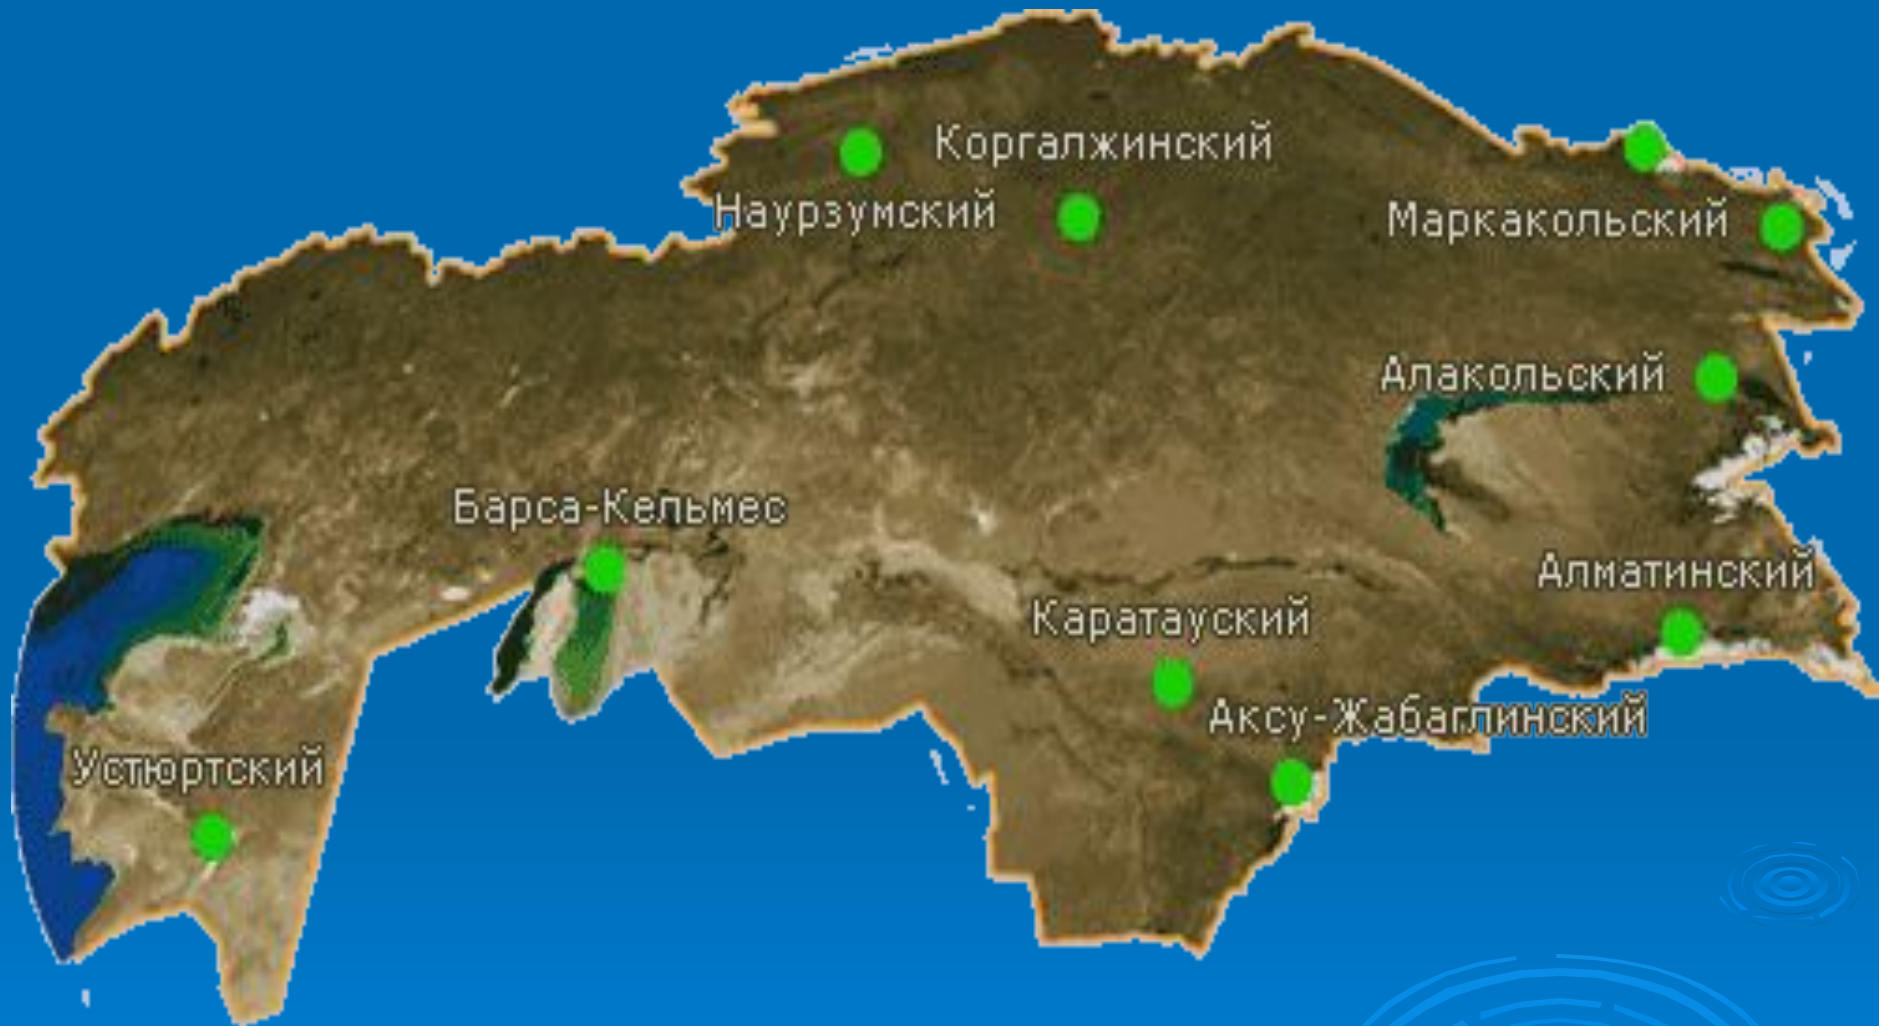 Коргалжинский
Наурзумский
Маркакольский
Алакольский
Барса-Кельмес
Алматинский
Каратауский
Аксу-Жабаглинский
Устюртский